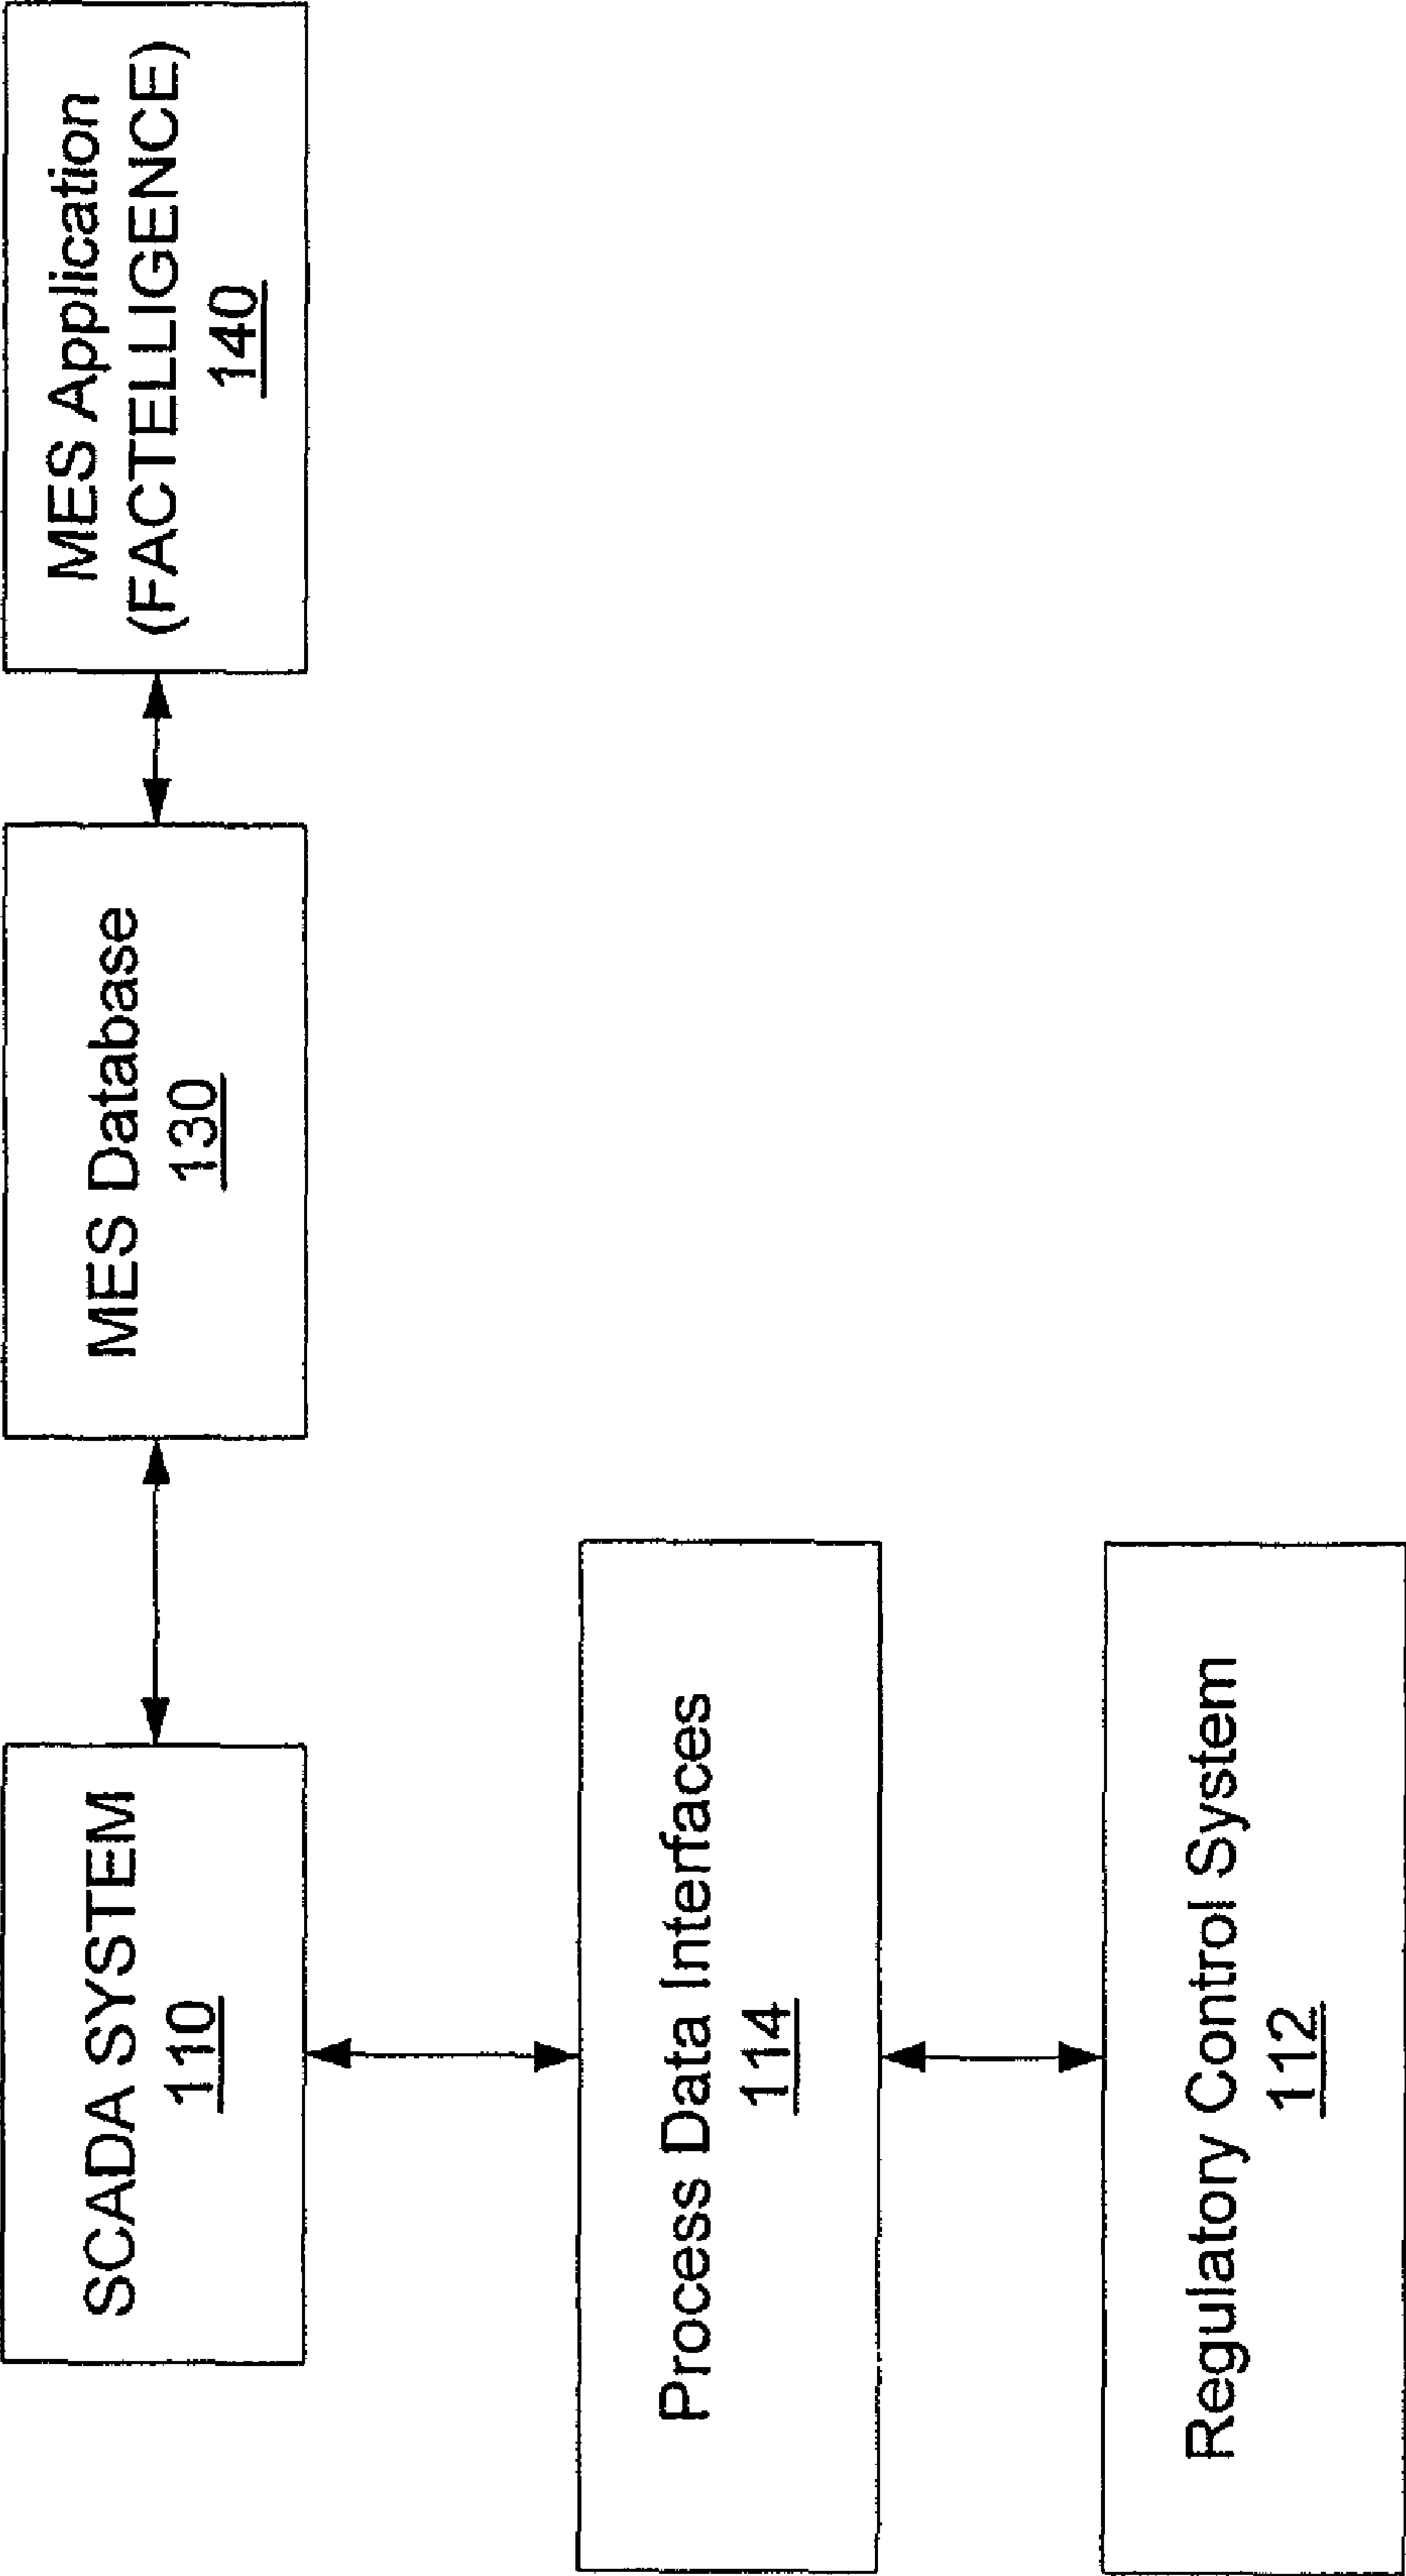 SCADA SYSTEM
110
MES Database
130
MES Application
(FACTELLIGENCE)
140
Process Data Interfaces
114
Regulatory Control System
112